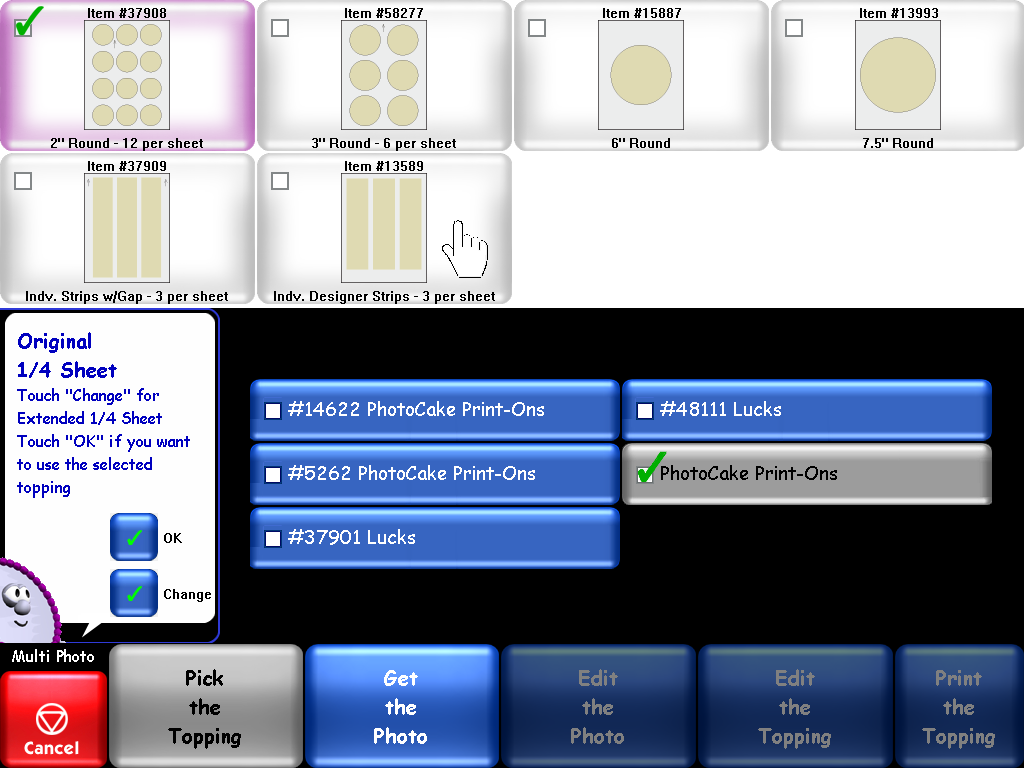 Item #37908
2" Round - 12 per sheet
Item #58277
3" Round - 6 per sheet
Item #15887
6" Round
Item #13993
7.5" Round
Item #37909
Indv. Strips w/Gap - 3 per sheet
Item #13589
Indv. Designer Strips - 3 per sheet
Original
1/4 Sheet
Touch "Change" for
Extended 1/4 Sheet
Touch "OK" if you want
to use the selected
topping
OK
Change
#14622 PhotoCake Print-Ons
#48111 Lucks
#5262 PhotoCake Print-Ons
PhotoCake Print-Ons
#37901 Lucks
Multi Photo
Cancel
Pick
the
Topping
Get
the
Photo
Edit
the
Photo
Edit
the
Topping
Print
the
Topping